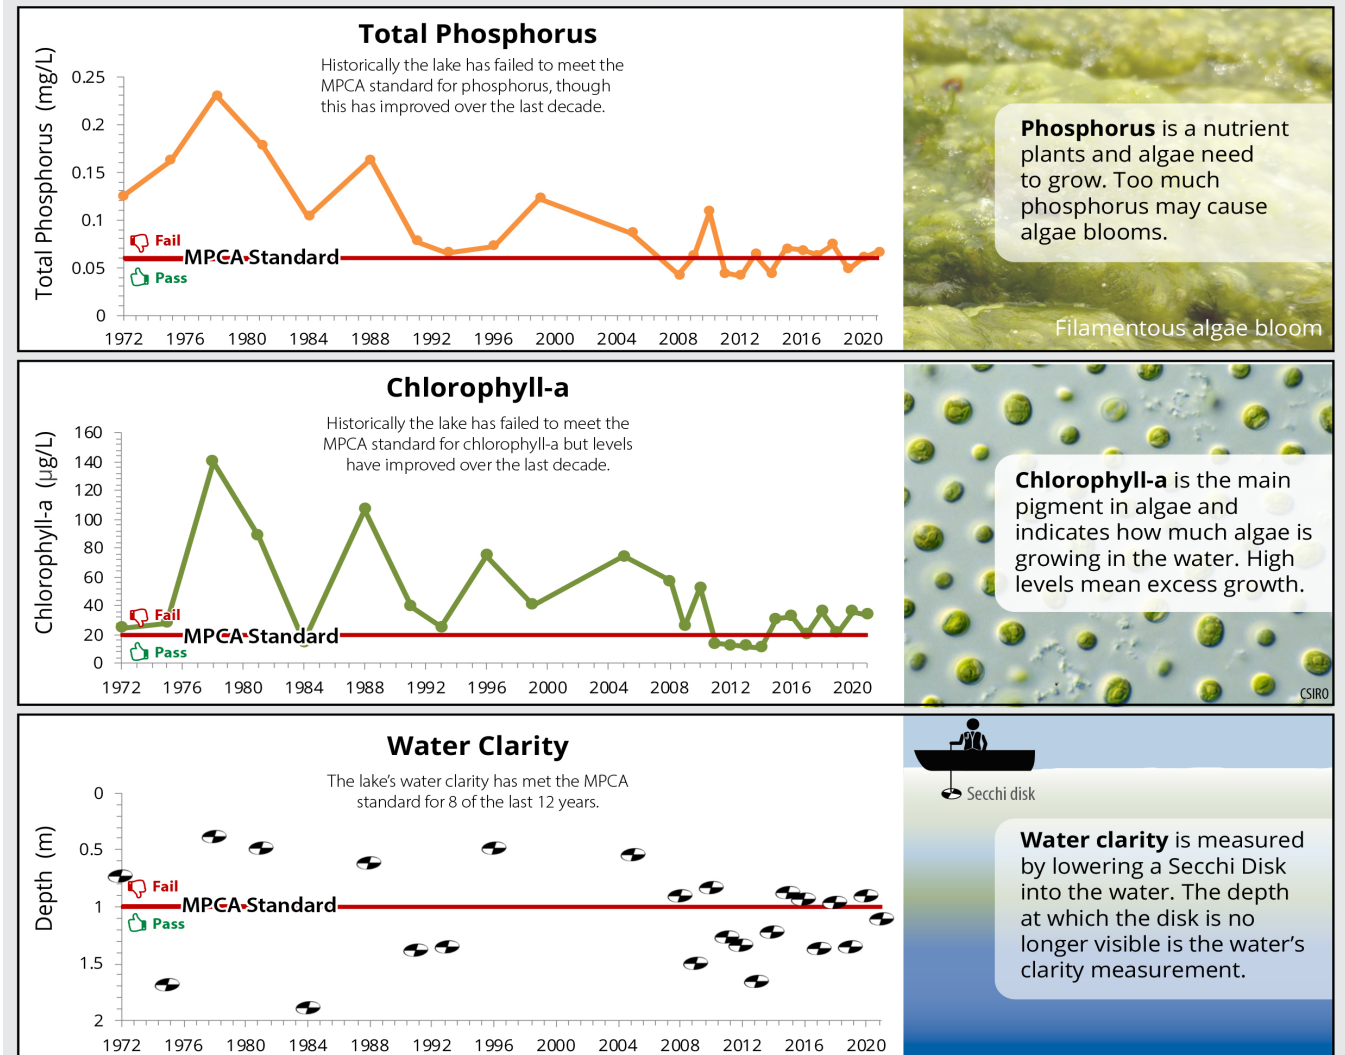 Total Phosphorus
Historically the lake has failed to meet the
MPCA standard for phosphorus, though
this has improved over the last decade.
Total Phosphorus (mg/L)
0.25
0.2
0.15
0.1
0.05
0
Fail
MPCA Standard
Pass
1972 1976 1980 1984 1988 1992 1996 2000 2004 2008 2012 2016 2020
Phosphorus is a nutrient
plants and algae need
to grow. Too much
phosphorus may cause
algae blooms.
Filamentous algae bloom
Chlorophyll-a
Historically the lake has failed to meet the
MPCA standard for chlorophyll-a but levels
have improved over the last decade.
Chlorophyll-a (µg/L)
160
140
120
100
80
60
40
20
0
Fail
MPCA Standard
Pass
1972 1976 1980 1984 1988 1992 1996 2000 2004 2008 2012 2016 2020
Chlorophyll-a is the main
pigment in algae and
indicates how much algae is
growing in the water. High
levels mean excess growth.
CSIRO
Water Clarity
The lake's water clarity has met the MPCA
standard for 8 of the last 12 years.
Depth (m)
0
0.5
1
1.5
2
Fail
MPCA Standard
Pass
1972 1976 1980 1984 1988 1992 1996 2000 2004 2008 2012 2016 2020
Secchi disk
Water clarity is measured
by lowering a Secchi Disk
into the water. The depth
at which the disk is no
longer visible is the water's
clarity measurement.